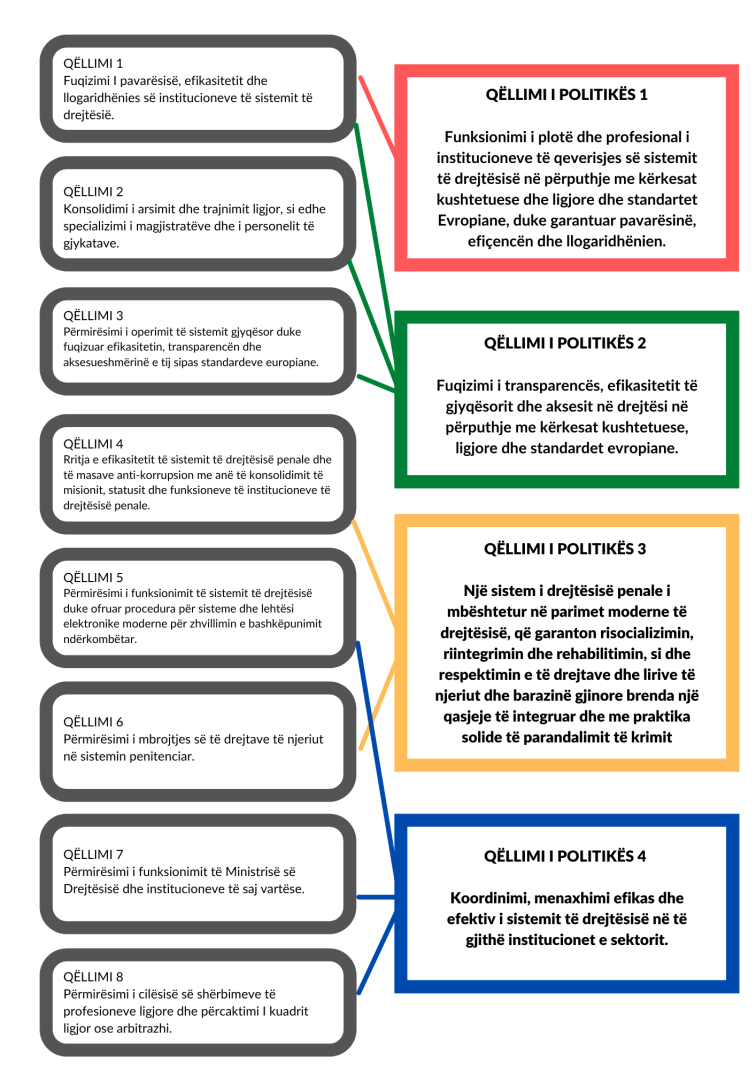 QËLLIMI 1
Fuqizimi I pavarësisë, efikasitetit dhe
llogaridhënies së institucioneve të sistemit të
drejtësië.
QËLLIMI 2
Konsolidimi i arsimit dhe trajnimit ligjor, si edhe
specializimi i magjistratëve dhe i personelit të
gjykatave.
QËLLIMI 3
Përmirësimi i operimit të sistemit gjyqësor duke
fuqizuar efikasitetin, transparencën dhe
aksesueshmërinë e tij sipas standardeve europiane.
QËLLIMI 4
Rritja e efikasitetit të sistemit të drejtësisë penale dhe
të masave anti-korrupsion me anë të konsolidimit të
misionit, statusit dhe funksioneve të institucioneve të
drejtësisë penale.
QËLLIMI 5
Përmirësimi i funksionimit të sistemit të drejtësisë
duke ofruar procedura për sisteme dhe lehtësi
elektronike moderne për zhvillimin e bashkëpunimit
ndërkombëtar.
QËLLIMI 6
Përmirësimi i mbrojtjes së të drejtave të njeriut
në sistemin penitenciar.
QËLLIMI 7
Përmirësimi i funksionimit të Ministrisë së
Drejtësisë dhe institucioneve të saj vartëse.
QËLLIMI 8
Përmirësimi i cilësisë së shërbimeve të
profesioneve ligjore dhe përcaktimi I kuadrit
ligjor ose arbitrazhi.
QËLLIMI I POLITIKËS 1
Funksionimi i plotë dhe profesional i
institucioneve të qeverisjes së sistemit
të drejtësisë në përputhje me kërkesat
kushtetuese dhe ligjore dhe standartet
Evropiane, duke garantuar pavarësinë,
efiçencën dhe llogaridhënien.
QËLLIMI I POLITIKËS 2
Fuqizimi i transparencës, efikasitetit të
gjyqësorit dhe aksesit në drejtësi në
përputhje me kërkesat kushtetuese,
ligjore dhe standardet evropiane.
QËLLIMI I POLITIKËS 3
Një sistem i drejtësisë penale i
mbështetur në parimet moderne të
drejtësisë, që garanton risocializimin,
riintegrimin dhe rehabilitimin, si dhe
respektimin e të drejtave dhe lirive të
njeriut dhe barazinë gjinore brenda një
qasjeje të integruar dhe me praktika
solide të parandalimit të krimit
QËLLIMI I POLITIKËS 4
Koordinimi, menaxhimi efikas dhe
efektiv i sistemit të drejtësisë në të
gjithë institucionet e sektorit.